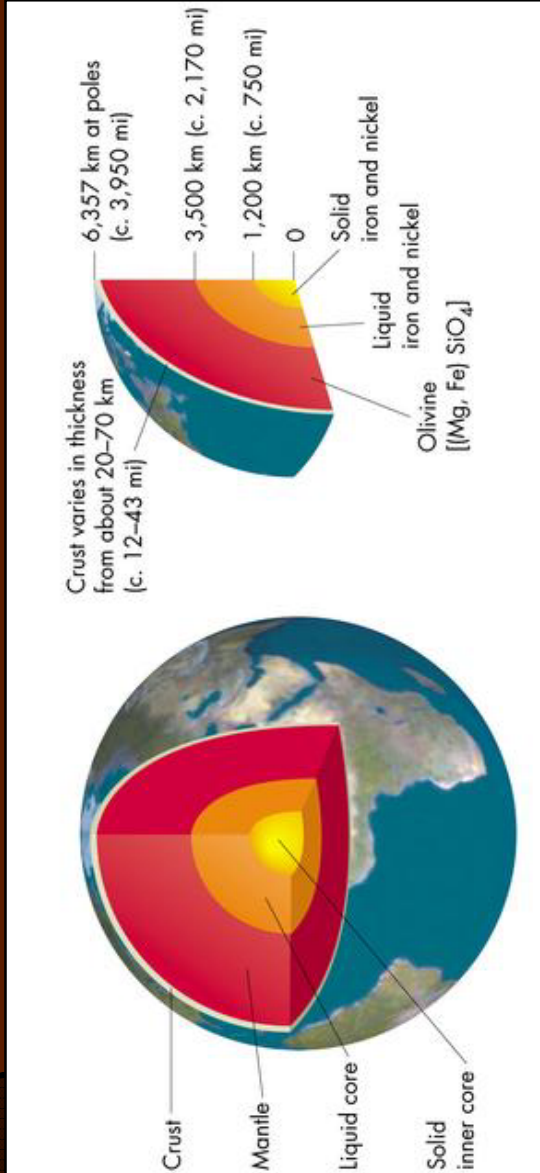 Crust
Mantle
Liquid core
Solid
inner core
Crust varies in thickness
from about 20–70 km
(c. 12–43 mi)
6,357 km at poles
(c. 3,950 mi)
3,500 km (c. 2,170 mi)
1,200 km (c. 750 mi)
0
Solid
iron and nickel
Liquid
iron and nickel
Olivine
[(Mg, Fe) SiO₄]